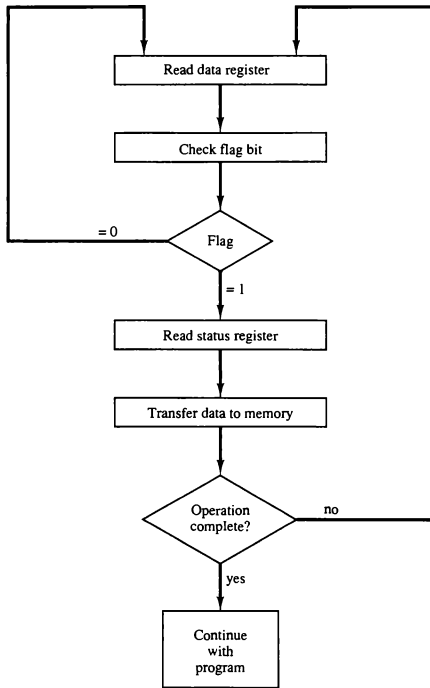 Read data register
Check flag bit
Flag
= 0
= 1
Read status register
Transfer data to memory
Operation
complete?
no
yes
Continue
with
program